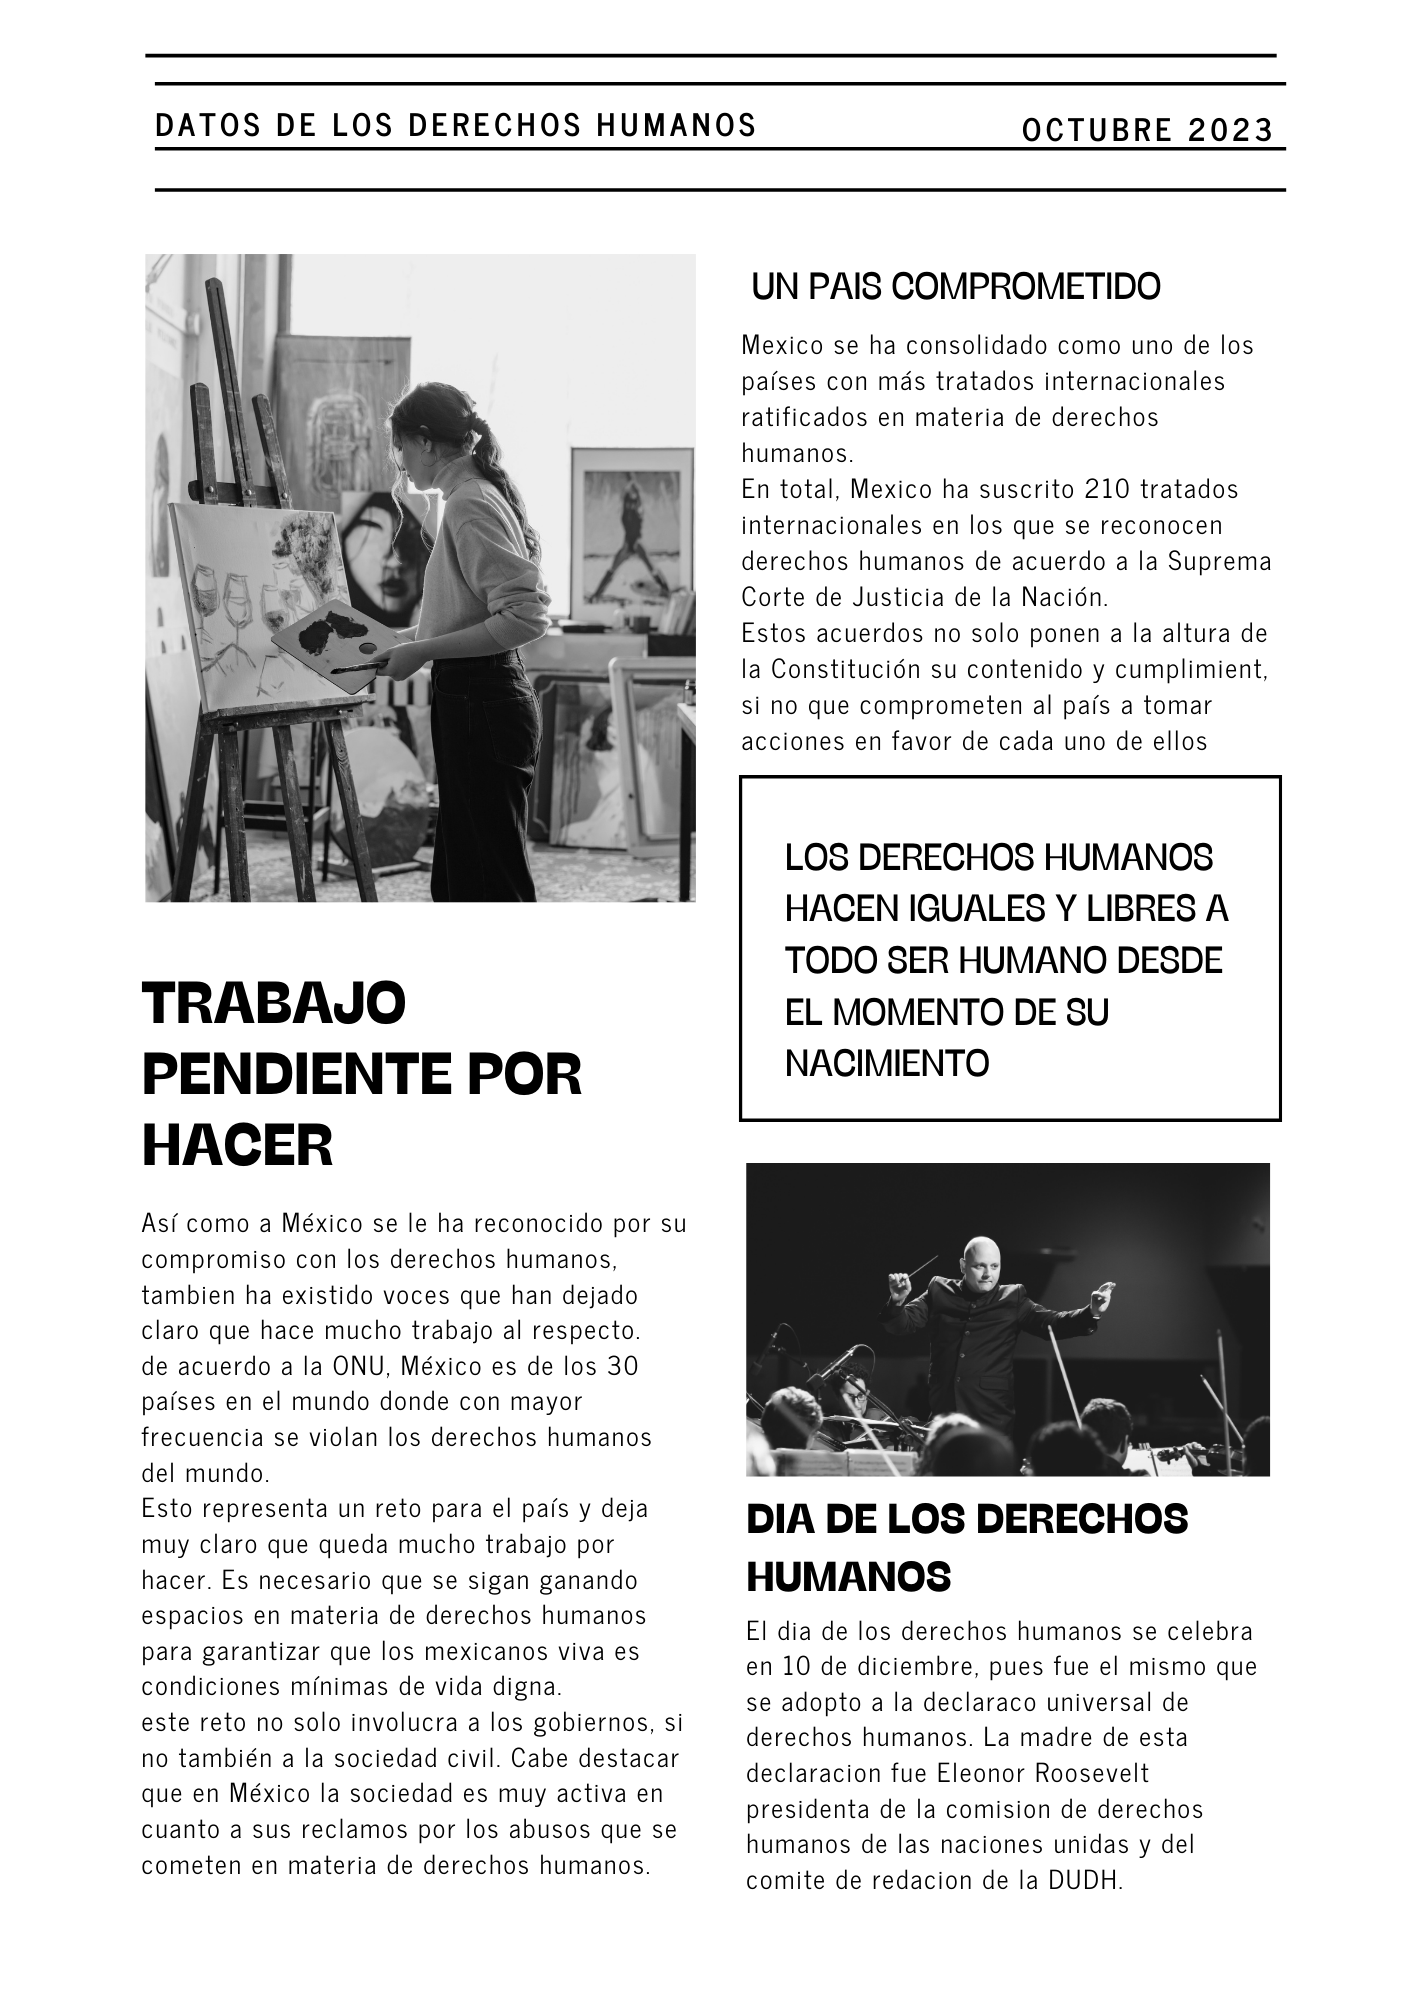 DATOS DE LOS DERECHOS HUMANOS
OCTUBRE 2023
UN PAIS COMPROMETIDO
Mexico se ha consolidado como uno de los
países con más tratados internacionales
ratificados en materia de derechos
humanos.
En total, Mexico ha suscrito 210 tratados
internacionales en los que se reconocen
derechos humanos de acuerdo a la Suprema
Corte de Justicia de la Nación.
Estos acuerdos no solo ponen a la altura de
la Constitución su contenido y cumplimient,
si no que comprometen al país a tomar
acciones en favor de cada uno de ellos
LOS DERECHOS HUMANOS
HACEN IGUALES Y LIBRES A
TODO SER HUMANO DESDE
EL MOMENTO DE SU
NACIMIENTO
TRABAJO
PENDIENTE POR
HACER
Así como a México se le ha reconocido por su
compromiso con los derechos humanos,
tambien ha existido voces que han dejado
claro que hace mucho trabajo al respecto.
de acuerdo a la ONU, México es de los 30
países en el mundo donde con mayor
frecuencia se violan los derechos humanos
del mundo.
Esto representa un reto para el país y deja
muy claro que queda mucho trabajo por
hacer. Es necesario que se sigan ganando
espacios en materia de derechos humanos
para garantizar que los mexicanos viva es
condiciones mínimas de vida digna.
este reto no solo involucra a los gobiernos, si
no también a la sociedad civil. Cabe destacar
que en México la sociedad es muy activa en
cuanto a sus reclamos por los abusos que se
cometen en materia de derechos humanos.
DIA DE LOS DERECHOS
HUMANOS
El dia de los derechos humanos se celebra
en 10 de diciembre, pues fue el mismo que
se adopto a la declaraco universal de
derechos humanos. La madre de esta
declaracion fue Eleonor Roosevelt
presidenta de la comision de derechos
humanos de las naciones unidas y del
comite de redacion de la DUDH.